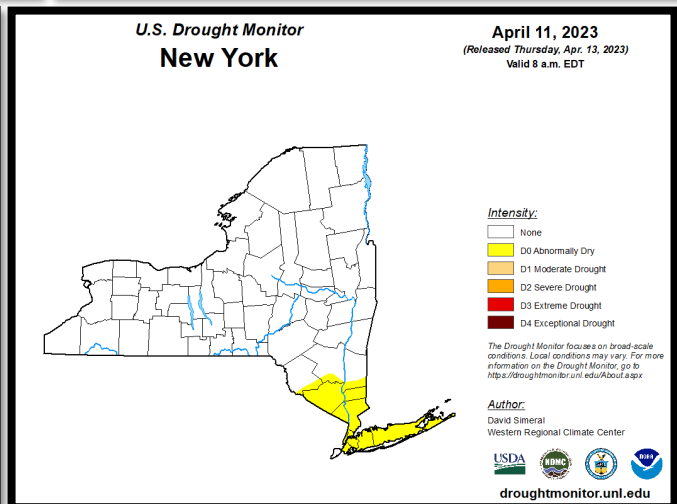 U.S. Drought Monitor
New York
April 11, 2023
(Released Thursday, Apr. 13, 2023)
Valid 8 a.m. EDT
Intensity:
None
D0 Abnormally Dry
D1 Moderate Drought
D2 Severe Drought
D3 Extreme Drought
D4 Exceptional Drought
The Drought Monitor focuses on broad-scale
conditions. Local conditions may vary. For more
information on the Drought Monitor, go to
https://droughtmonitor.unl.edu/About.aspx
Author:
David Simeral
Western Regional Climate Center
USDA
NDMC
NOAA
droughtmonitor.unl.edu